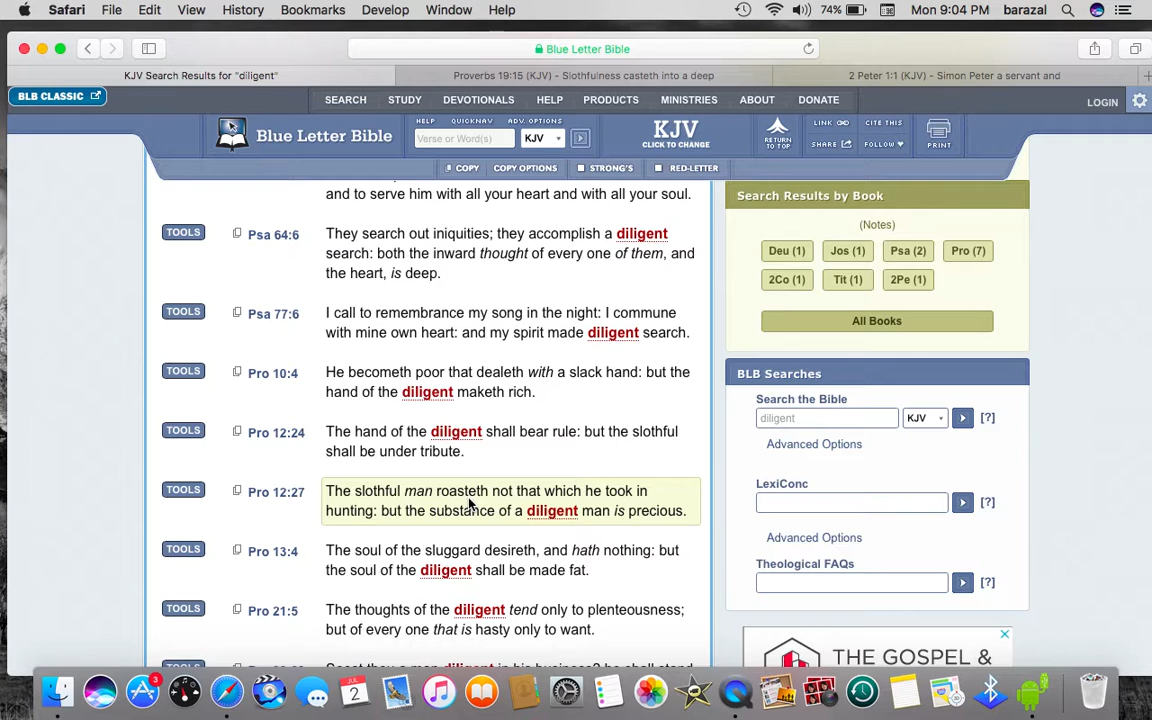 Safari File Edit View History Bookmarks Develop Window Help 74% Mon 9:04 PM barazal
Blue Letter Bible
KJV Search Results for "diligent" Proverbs 19:15 (KJV) - Slothfulness casteth into a deep 2 Peter 1:1 (KJV) - Simon Peter a servant and
BLB CLASSIC SEARCH STUDY DEVOTIONALS HELP PRODUCTS MINISTRIES ABOUT DONATE LOGIN
HELP QUICKNAV ADV. OPTIONS
Blue Letter Bible Verse or Word(s) KJV
KJV
CLICK TO CHANGE
RETURN
TO TOP
LINK CITE THIS
SHARE FOLLOW
PRINT
COPY COPY OPTIONS STRONG'S RED-LETTER
and to serve him with all your heart and with all your soul.
TOOLS Psa 64:6 They search out iniquities; they accomplish a diligent
search: both the inward thought of every one of them, and
the heart, is deep.
TOOLS Psa 77:6 I call to remembrance my song in the night: I commune
with mine own heart: and my spirit made diligent search.
TOOLS Pro 10:4 He becometh poor that dealeth with a slack hand: but the
hand of the diligent maketh rich.
TOOLS Pro 12:24 The hand of the diligent shall bear rule: but the slothful
shall be under tribute.
TOOLS Pro 12:27 The slothful man roasteth not that which he took in
hunting: but the substance of a diligent man is precious.
TOOLS Pro 13:4 The soul of the sluggard desireth, and hath nothing: but
the soul of the diligent shall be made fat.
TOOLS Pro 21:5 The thoughts of the diligent tend only to plenteousness;
but of every one that is hasty only to want.
Search Results by Book
(Notes)
Deu (1) Jos (1) Psa (2) Pro (7)
2Co (1) Tit (1) 2Pe (1)
All Books
BLB Searches
Search the Bible
diligent KJV [?]
Advanced Options
LexiConc
[?]
Advanced Options
Theological FAQs
[?]
THE GOSPEL &
3
JAN
2